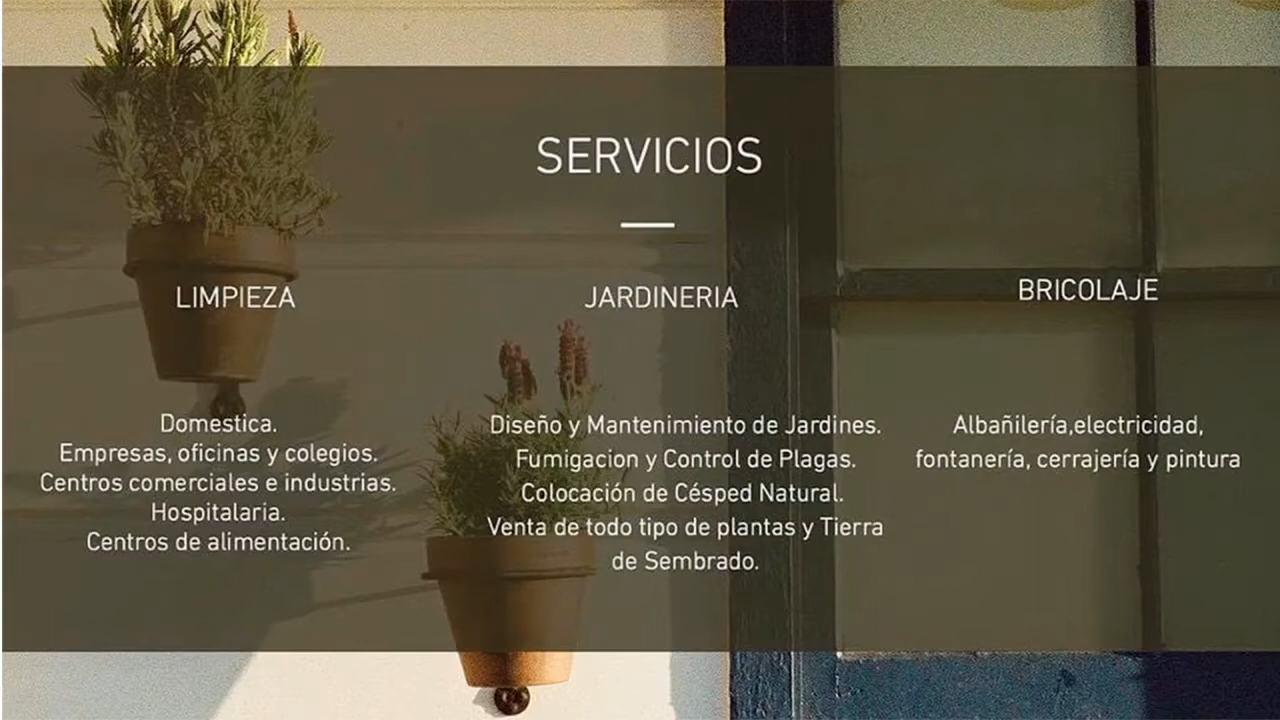 SERVICIOS
LIMPIEZA
Domestica.
Empresas, oficinas y colegios.
Centros comerciales e industrias.
Hospitalaria.
Centros de alimentación.
JARDINERIA
Diseño y Mantenimiento de Jardines.
Fumigacion y Control de Plagas.
Colocación de Césped Natural.
Venta de todo tipo de plantas y Tierra
de Sembrado.
BRICOLAJE
Albañilería,electricidad,
fontanería, cerrajería y pintura